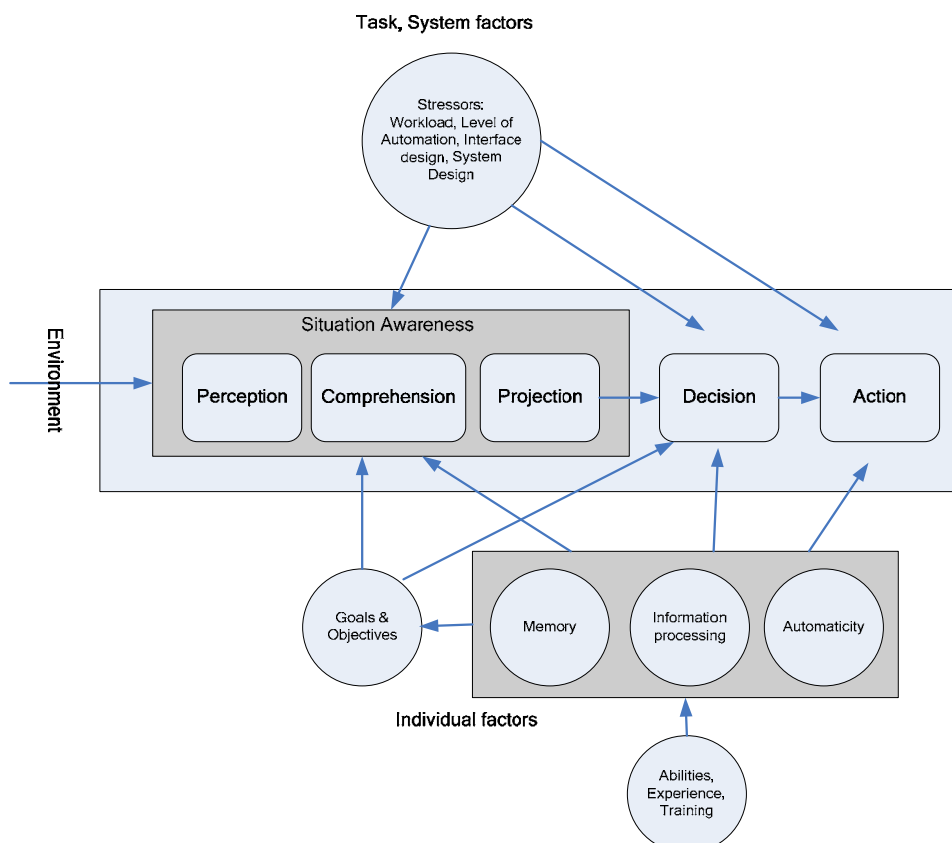 Task, System factors
Stressors:
Workload, Level of
Automation, Interface
design, System
Design
Environment
Situation Awareness
Perception
Comprehension
Projection
Decision
Action
Goals &
Objectives
Memory
Information
processing
Automaticity
Individual factors
Abilities,
Experience,
Training